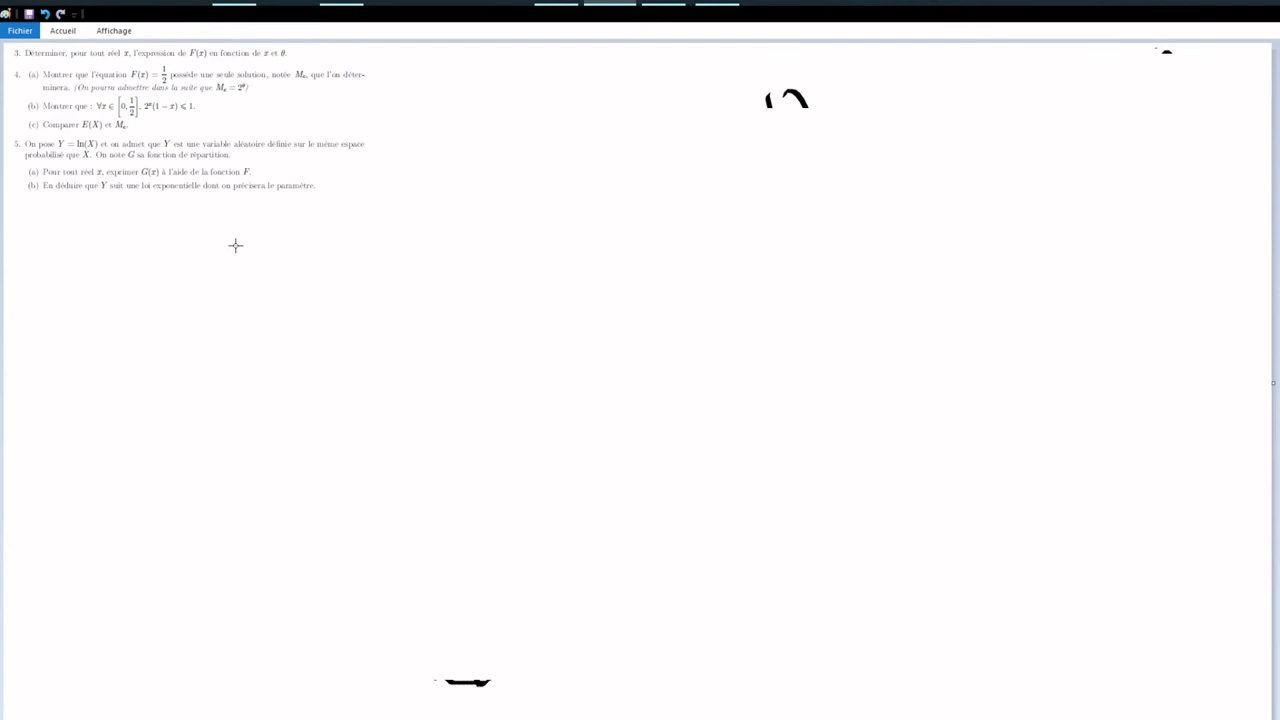 Fichier Accueil Affichage
3. Déterminer, pour tout réel x, l'expression de F(x) en fonction de x et θ.
4. (a) Montrer que l'équation F(x) = 1/2 possède une seule solution, notée Me, que l'on déter-
minera. (On pourra admettre dans la suite que Me = 2^θ)
(b) Montrer que : ∀x ∈ [0, 1/2], 2^x(1 − x) ⩽ 1.
(c) Comparer E(X) et Me.
5. On pose Y = ln(X) et on admet que Y est une variable aléatoire définie sur le même espace
probabilisé que X. On note G sa fonction de répartition.
(a) Pour tout réel x, exprimer G(x) à l'aide de la fonction F.
(b) En déduire que Y suit une loi exponentielle dont on précisera le paramètre.